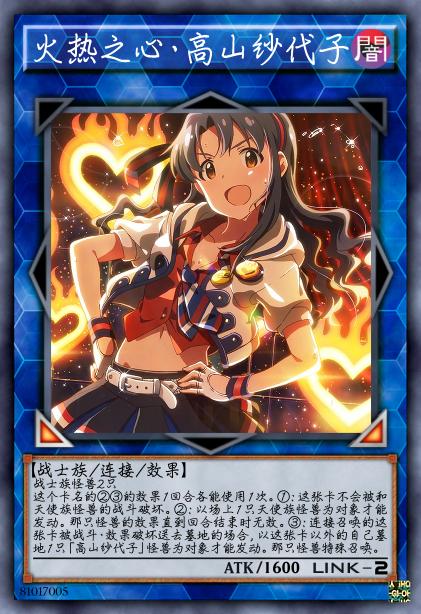 火热之心·高山纱代子 闇
【战士族/连接/效果】
战士族怪兽2只
这个卡名的②③的效果1回合各能使用1次。①:这张卡不会被和
天使族怪兽的战斗破坏。②:以场上1只天使族怪兽为对象才能
发动。那只怪兽的效果直到回合结束时无效。③:连接召唤的这
张卡被战斗·效果破坏送去墓地的场合,以这张卡以外的自己墓
地1只「高山纱代子」怪兽为对象才能发动。那只怪兽特殊召唤。
ATK/1600 LINK-2
81017005